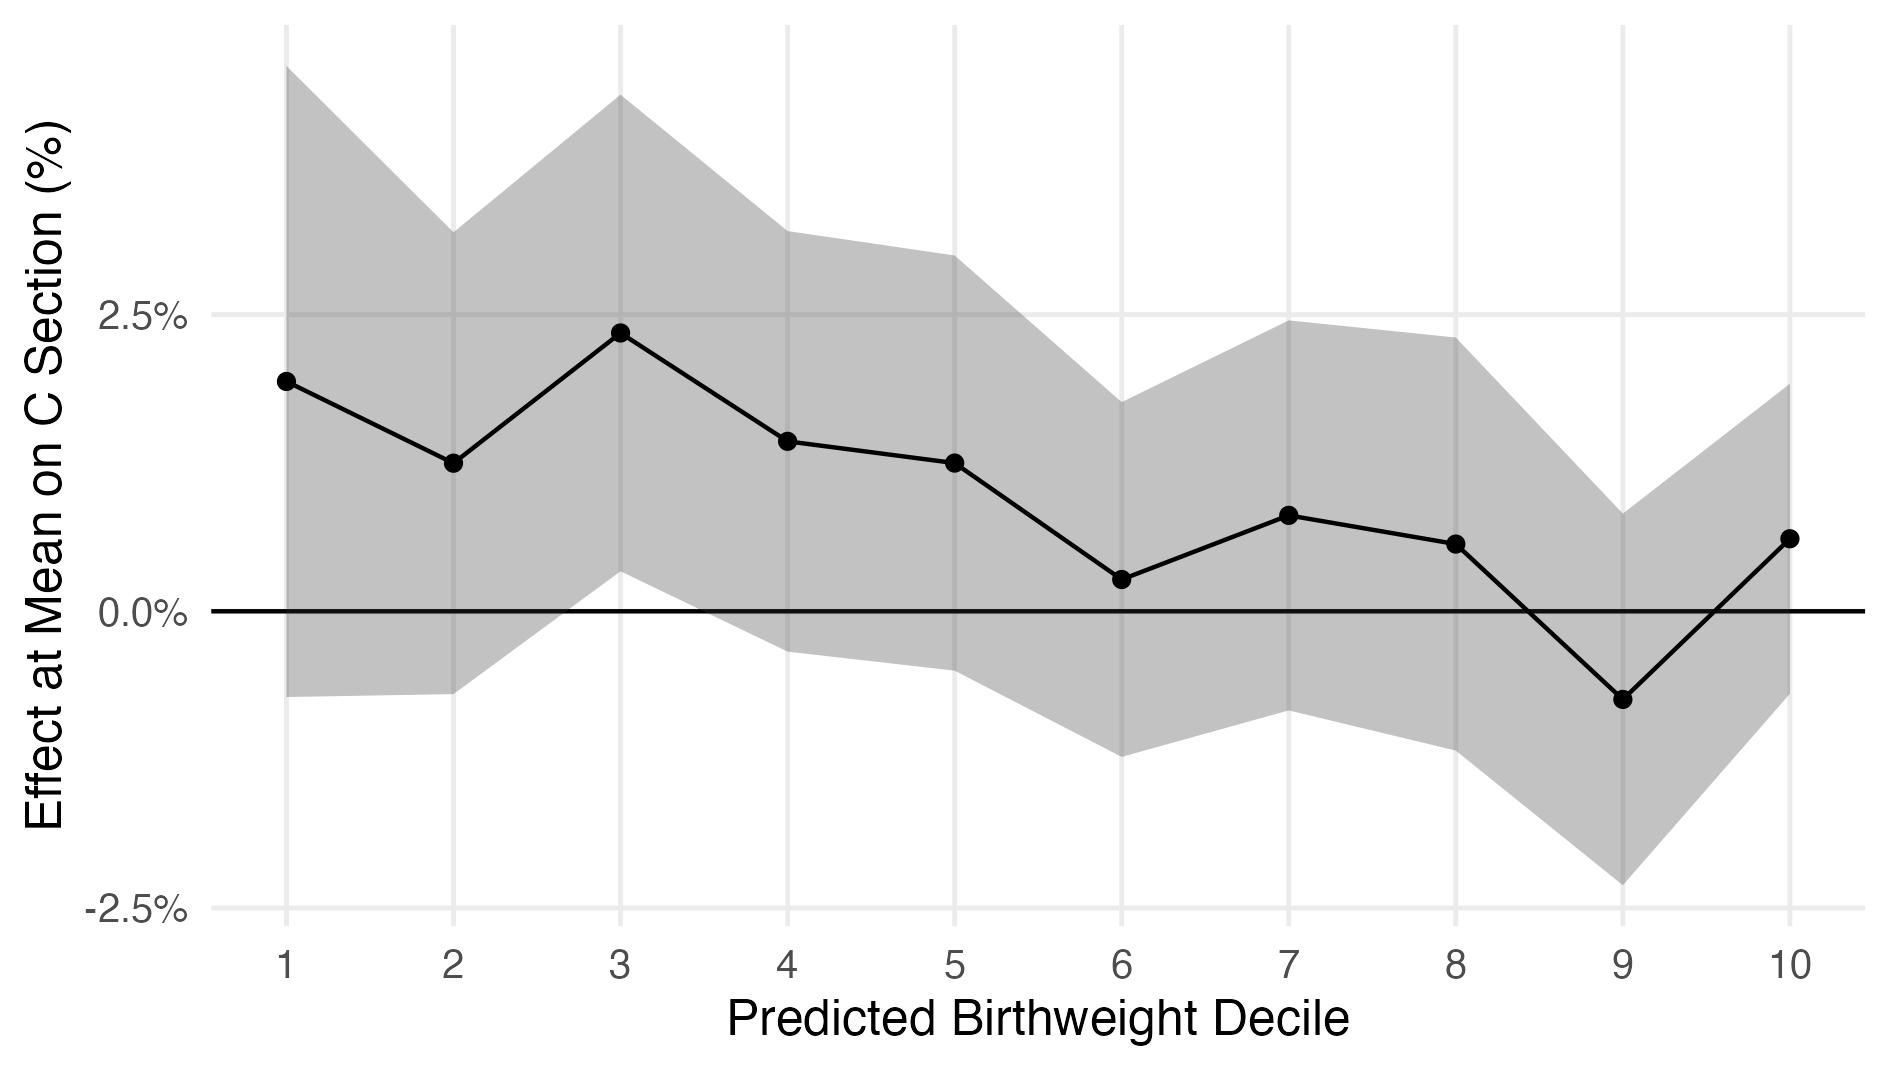 Effect at Mean on C Section (%)
2.5%
0.0%
-2.5%
1 2 3 4 5 6 7 8 9 10
Predicted Birthweight Decile